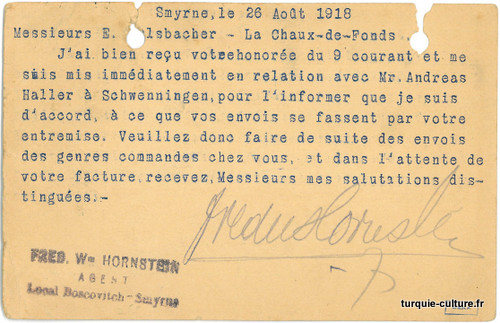 Smyrne, le 26 Août 1918
Messieurs E. lsbacher - La Chaux-de-Fonds
J'ai bien reçu votrehonorée du 9 courant et me
suis mis immédiatement en relation avec Mr. Andreas
Haller à Schwenningen, pour l'informer que je suis
d'accord, à ce que vos envois se fassent par votre
entremise. Veuillez donc faire de suite des envois
des genres commandes chez vous, et dans l'attente de
votre facture, recevez, Messieurs mes salutations dis-
tinguées.-
FRED. Wm HORNSTEIN
AGENT
Local Boscovitch-Smyrne
turquie-culture.fr